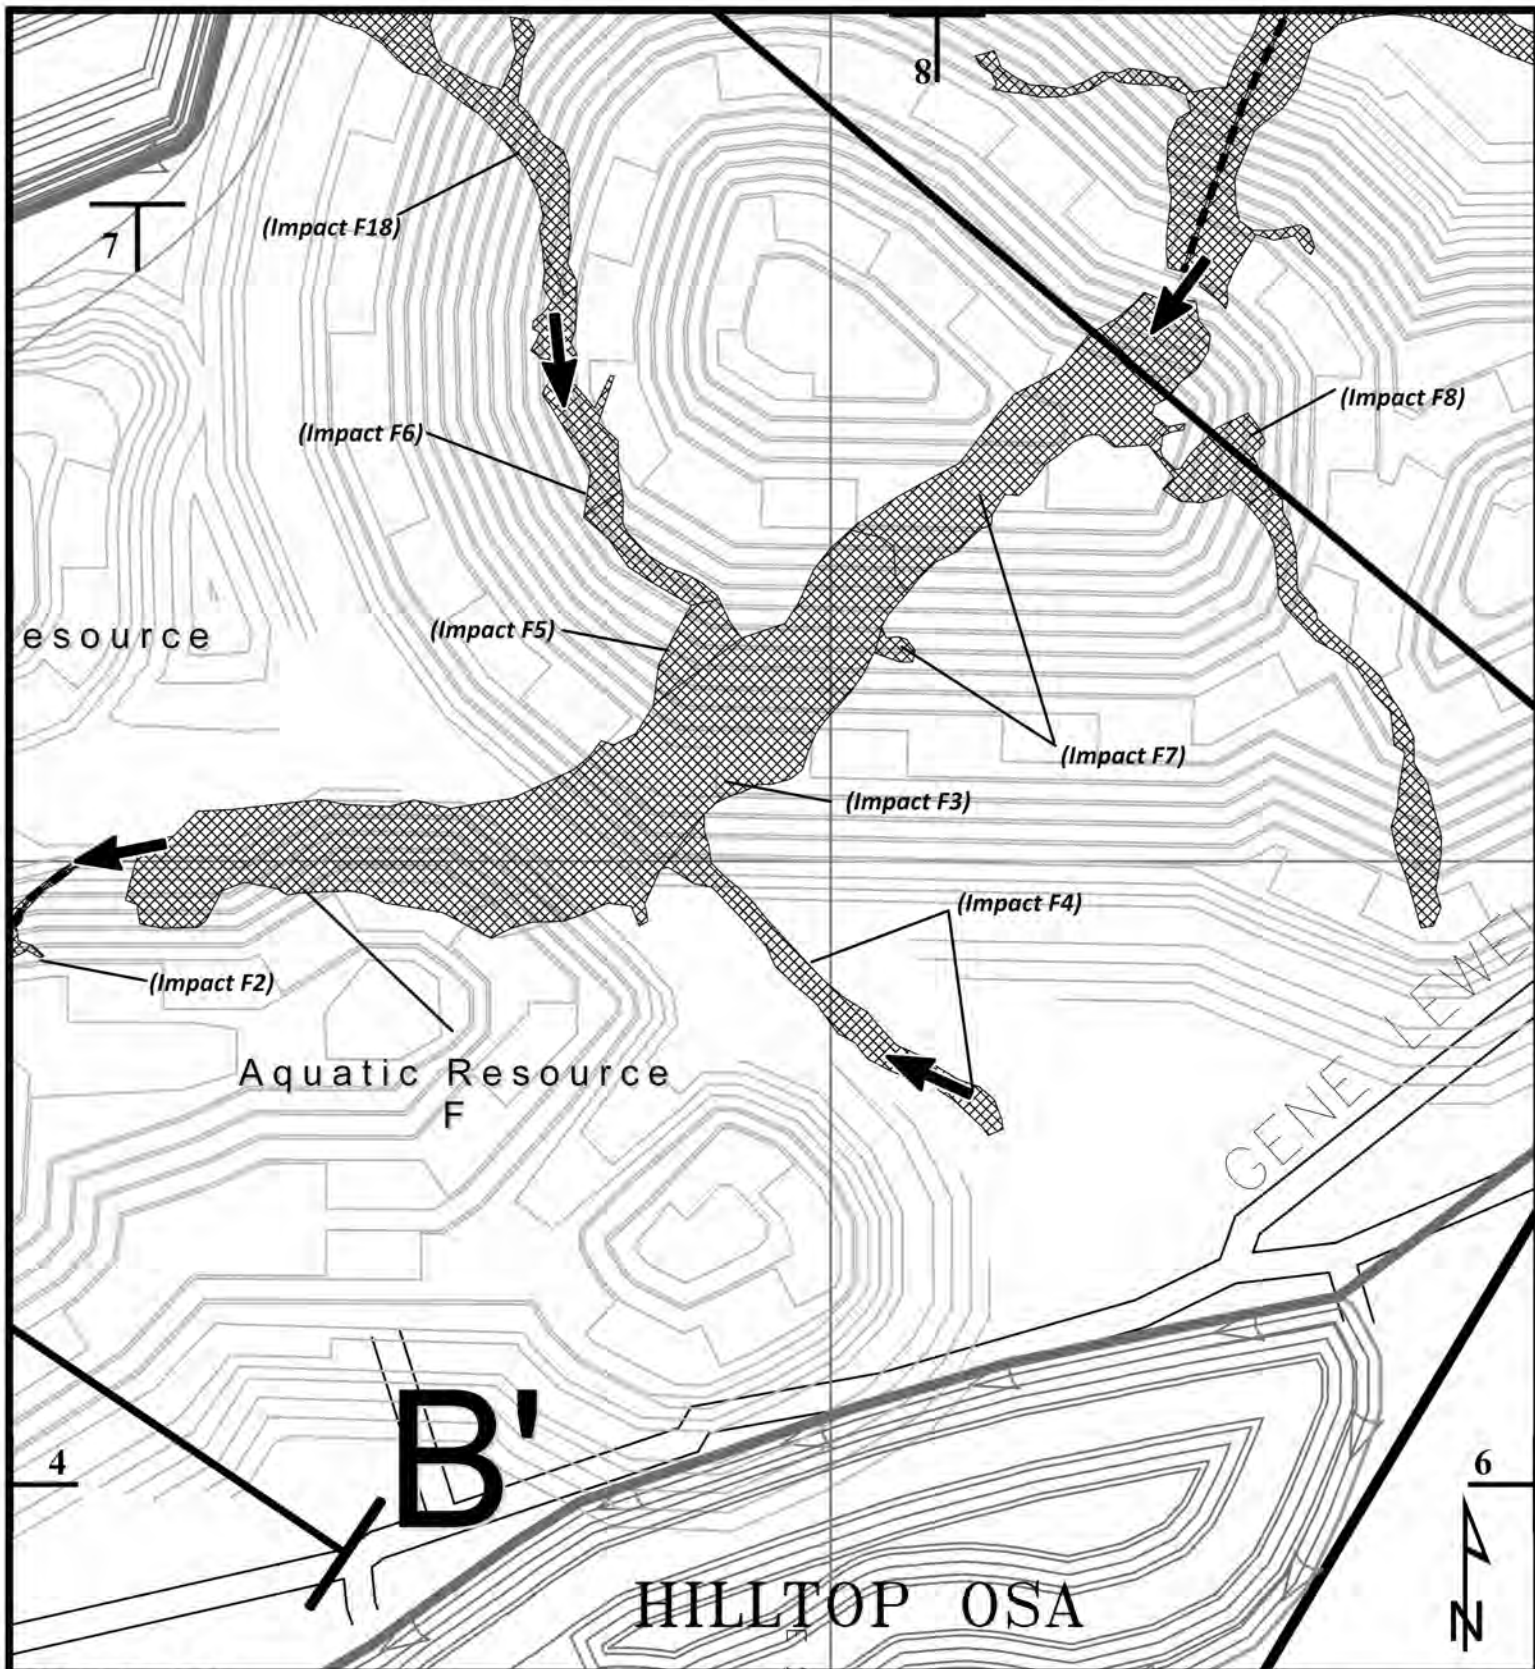 8
(Impact F18)
7
(Impact F8)
(Impact F6)
esource
(Impact F5)
(Impact F7)
(Impact F3)
(Impact F4)
(Impact F2)
Aquatic Resource
F
GENE LEWE
B'
4
6
HILLTOP OSA
N